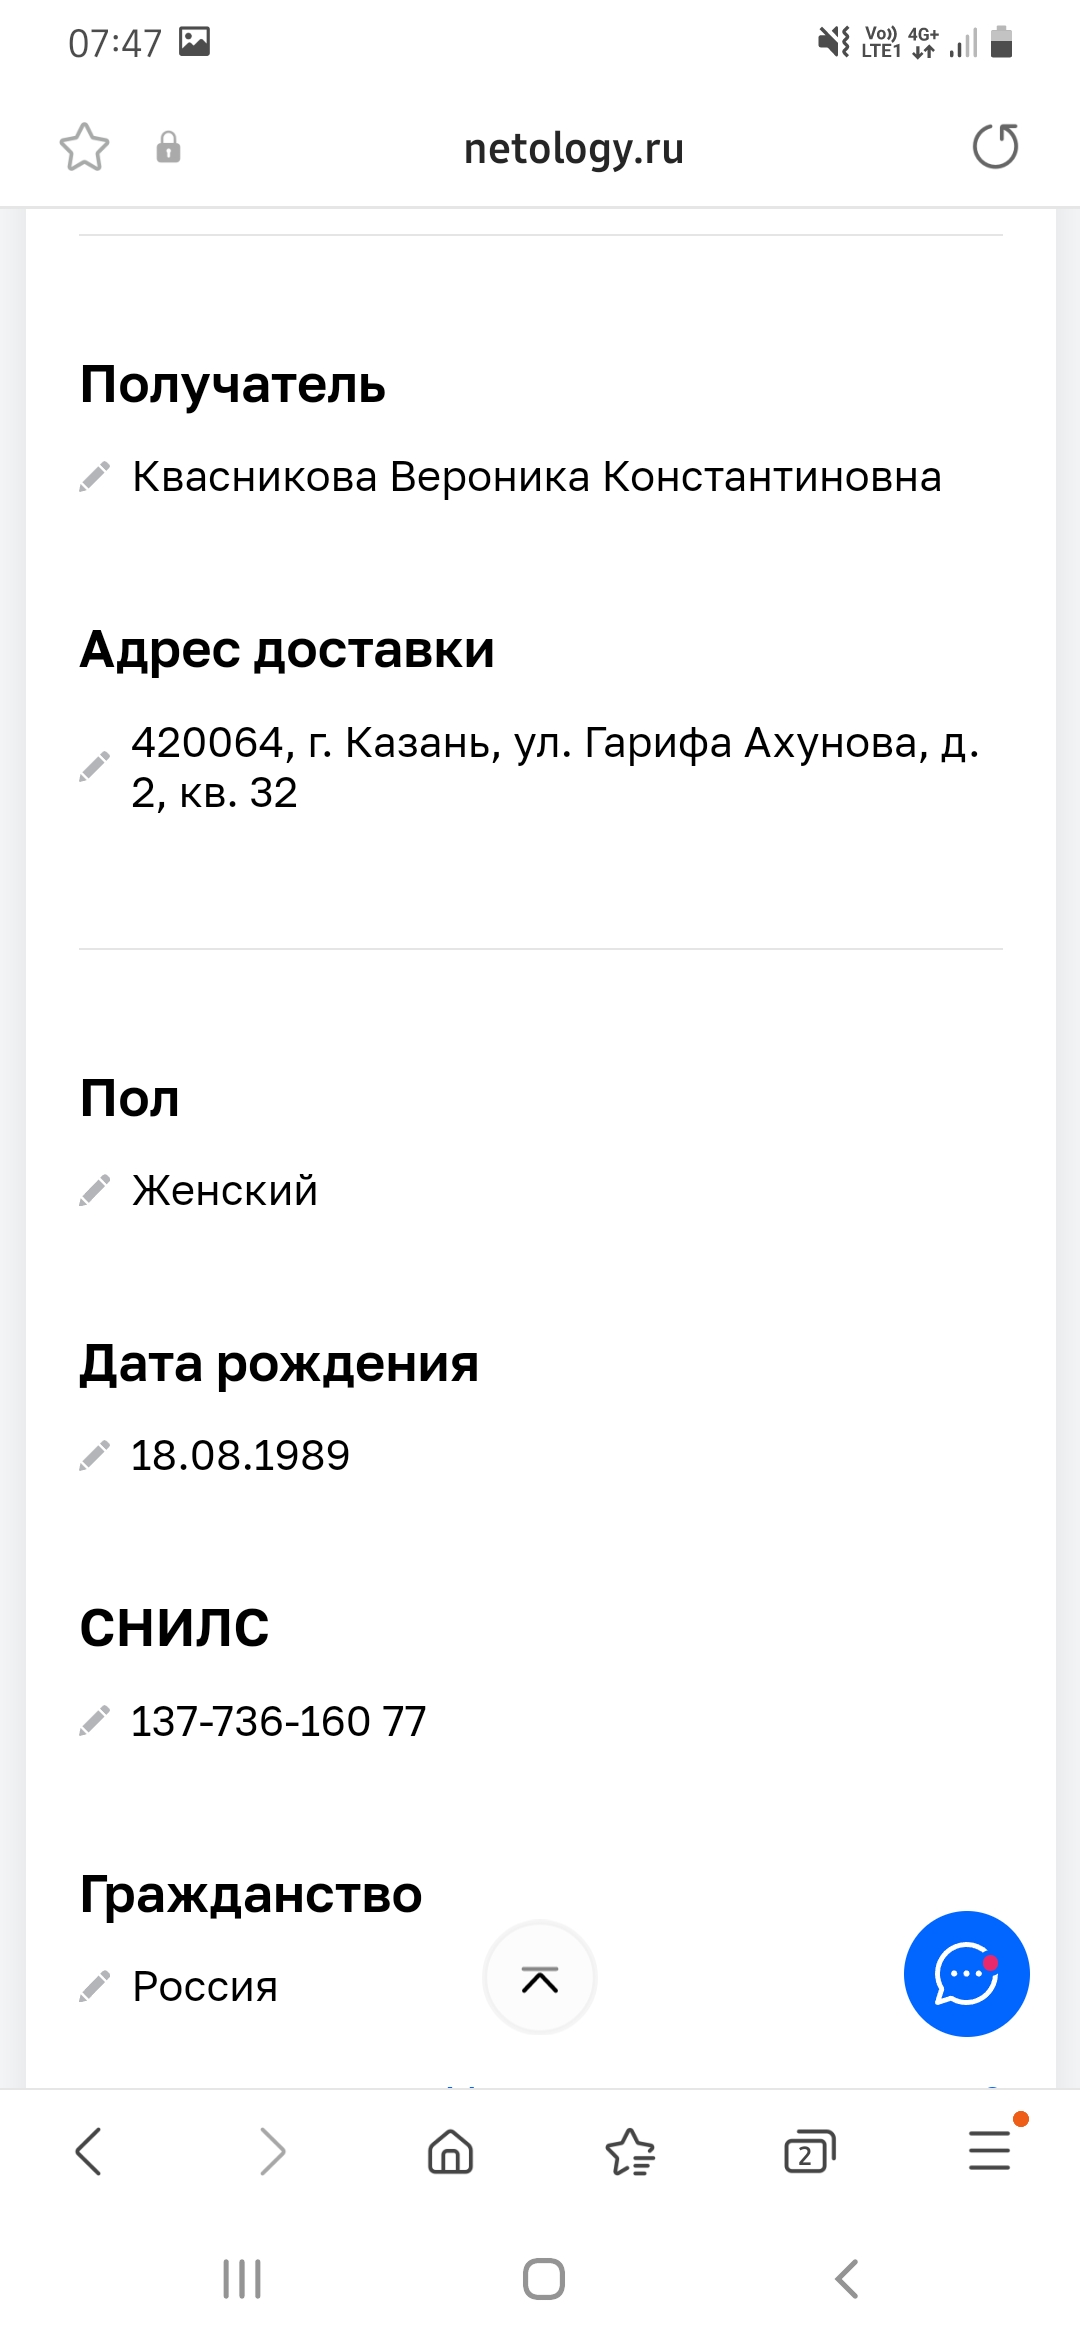 07:47
Vo)) 4G+
LTE1
netology.ru
Получатель
Квасникова Вероника Константиновна
Адрес доставки
420064, г. Казань, ул. Гарифа Ахунова, д.
2, кв. 32
Пол
Женский
Дата рождения
18.08.1989
СНИЛС
137-736-160 77
Гражданство
Россия
2